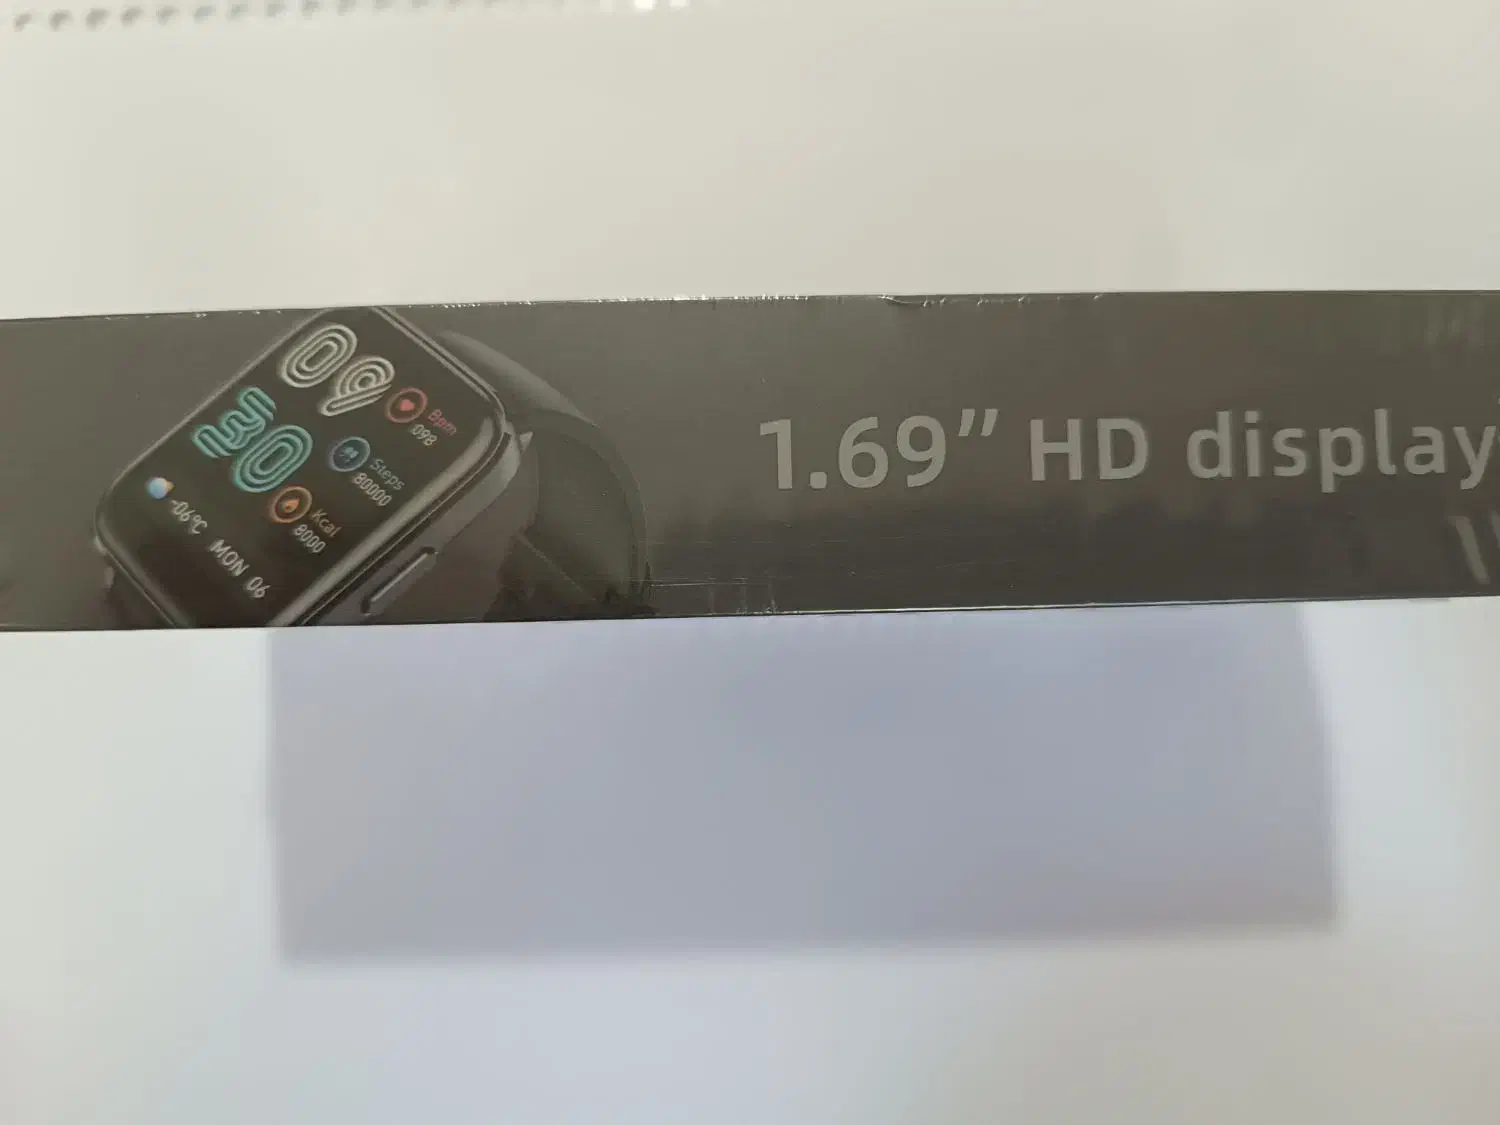 09
30
Bpm
098
Steps
80000
Kcal
8000
-06°C MON 06
1.69” HD display